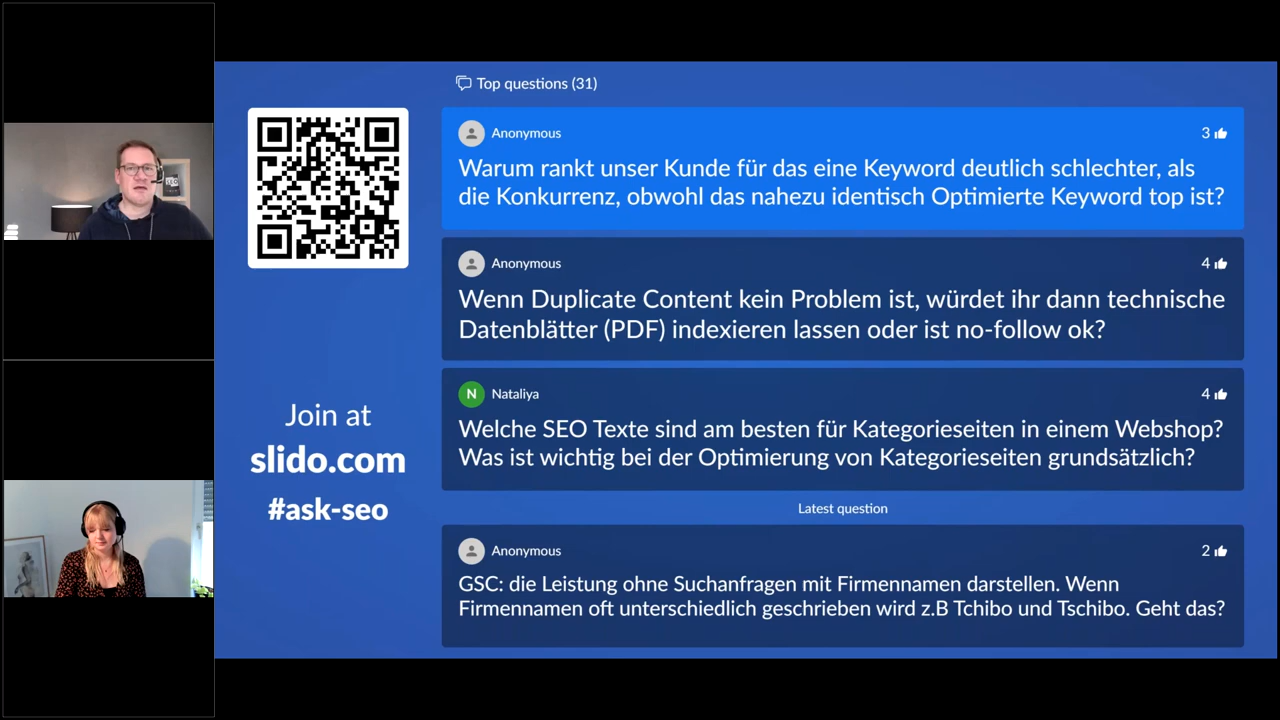 Top questions (31)
Anonymous
3
Warum rankt unser Kunde für das eine Keyword deutlich schlechter, als
die Konkurrenz, obwohl das nahezu identisch Optimierte Keyword top ist?
Anonymous
4
Wenn Duplicate Content kein Problem ist, würdet ihr dann technische
Datenblätter (PDF) indexieren lassen oder ist no-follow ok?
N
Nataliya
4
Welche SEO Texte sind am besten für Kategorieseiten in einem Webshop?
Was ist wichtig bei der Optimierung von Kategorieseiten grundsätzlich?
Latest question
Anonymous
2
GSC: die Leistung ohne Suchanfragen mit Firmennamen darstellen. Wenn
Firmennamen oft unterschiedlich geschrieben wird z.B Tchibo und Tschibo. Geht das?
Join at
slido.com
#ask-seo